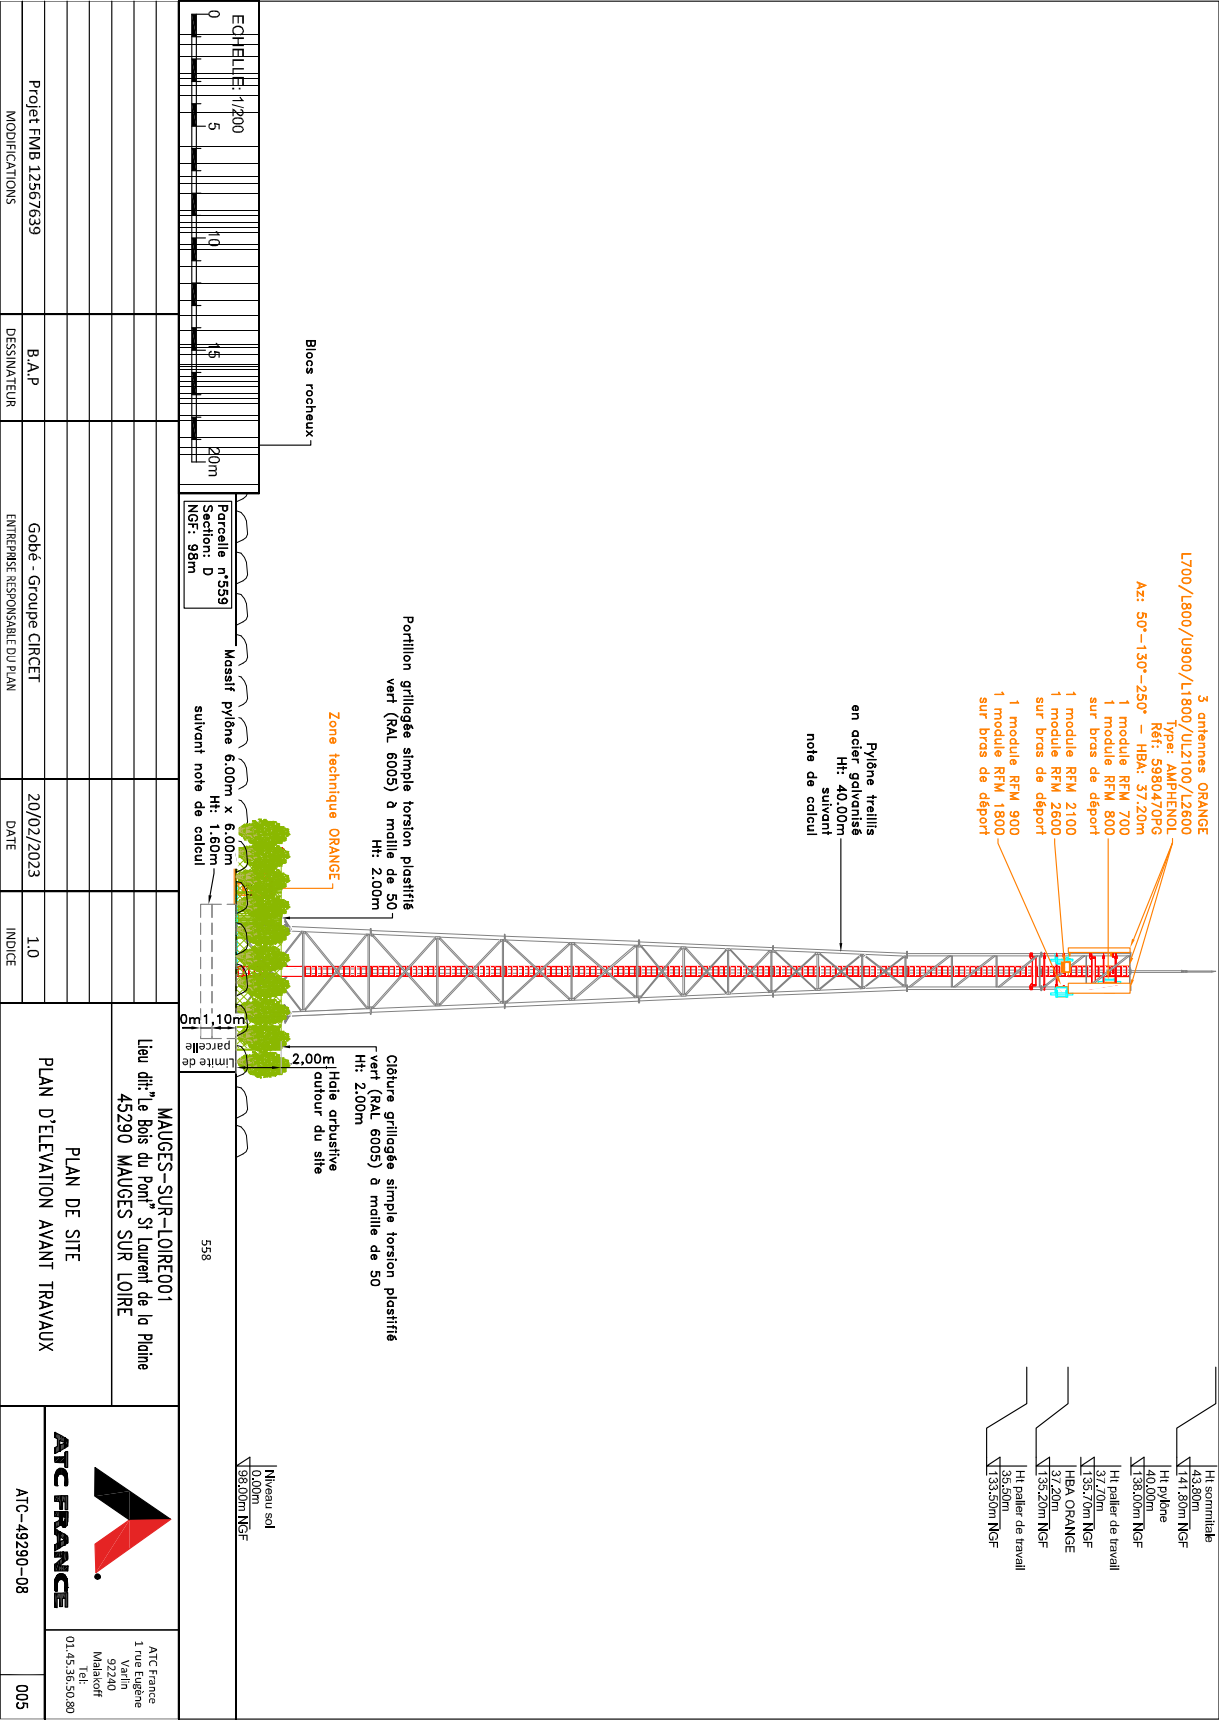 3 antennes ORANGE
L700/L800/U900/L1800/UL2100/L2600
Type: AMPHENOL
Réf: 5980470PG
Az: 50°-130°-250° - HBA: 37.20m
1 module RFM 700
1 module RFM 800
sur bras de déport
1 module RFM 2100
1 module RFM 2600
sur bras de déport
1 module RFM 900
1 module RFM 1800
sur bras de déport
Ht sommitale
43.80m
141.80m NGF
Ht pylône
40.00m
138.00m NGF
Ht palier de travail
37.70m
135.70m NGF
HBA ORANGE
37.20m
135.20m NGF
Ht palier de travail
35.50m
133.50m NGF
Pylône treillis
en acier galvanisé
Ht: 40.00m
suivant
note de calcul
Portillon grillagée simple torsion plastifié
vert (RAL 6005) à maille de 50
Ht: 2.00m
Clôture grillagée simple torsion plastifié
vert (RAL 6005) à maille de 50
Ht: 2.00m
Zone technique ORANGE
Haie arbustive
autour du site
2,00m
Blocs rocheux
Niveau sol
0.00m
98.00m NGF
Massif pylône 6.00m x 6.00m
Ht: 1.60m
suivant note de calcul
0m
1,10m
Limite de
parcelle
558
Parcelle n°559
Section: D
NGF: 98m
ECHELLE: 1/200
0
5
10
15
20m
Projet FMB 12567639
B.A.P
Gobé - Groupe CIRCET
20/02/2023
1.0
MODIFICATIONS
DESSINATEUR
ENTREPRISE RESPONSABLE DU PLAN
DATE
INDICE
MAUGES-SUR-LOIRE001
Lieu dit:"Le Bois du Pont" St Laurent de la Plaine
45290 MAUGES SUR LOIRE
PLAN DE SITE
PLAN D'ELEVATION AVANT TRAVAUX
ATC FRANCE
ATC France
1 rue Eugène
Varlin
92240
Malakoff
Tel:
01.45.36.50.80
ATC-49290-08
005